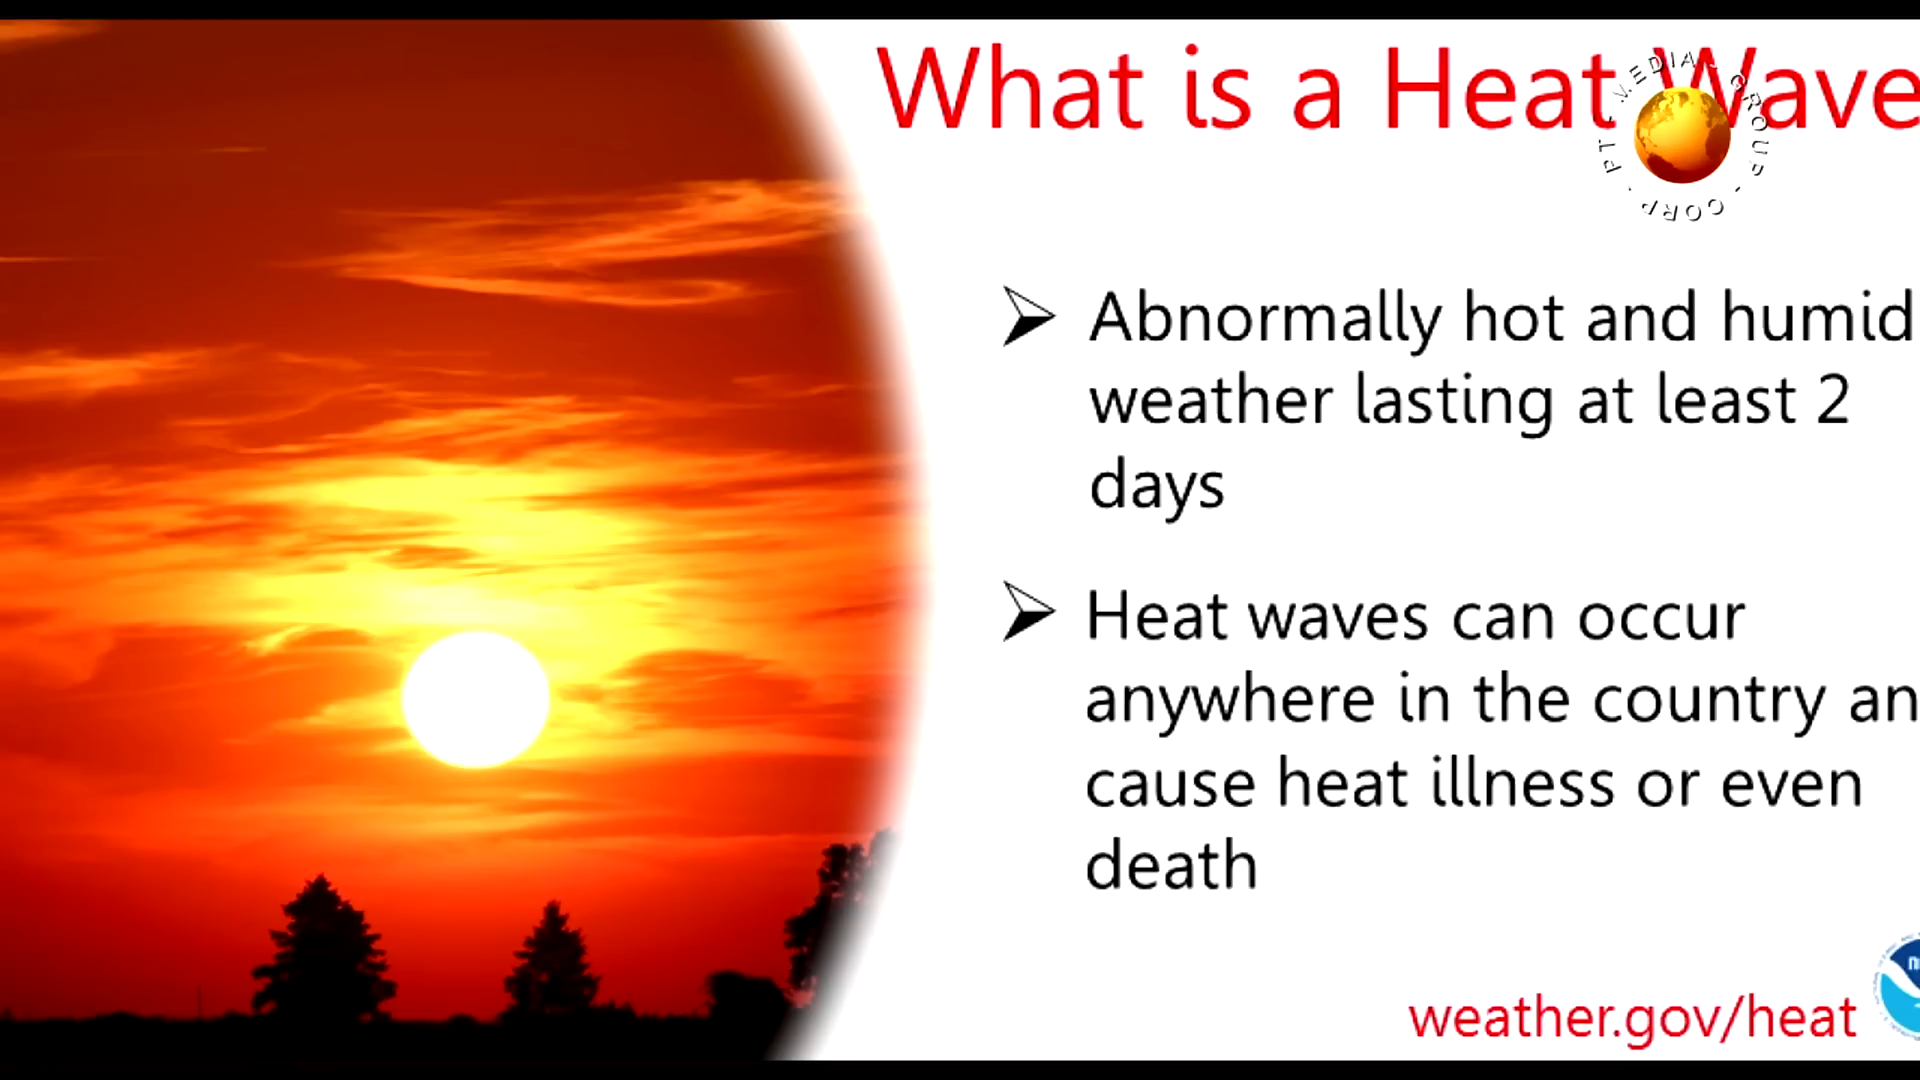 What is a Heat Wave
PT - MEDIA - GROUP - CORP
Abnormally hot and humid
weather lasting at least 2
days
Heat waves can occur
anywhere in the country an
cause heat illness or even
death
weather.gov/heat